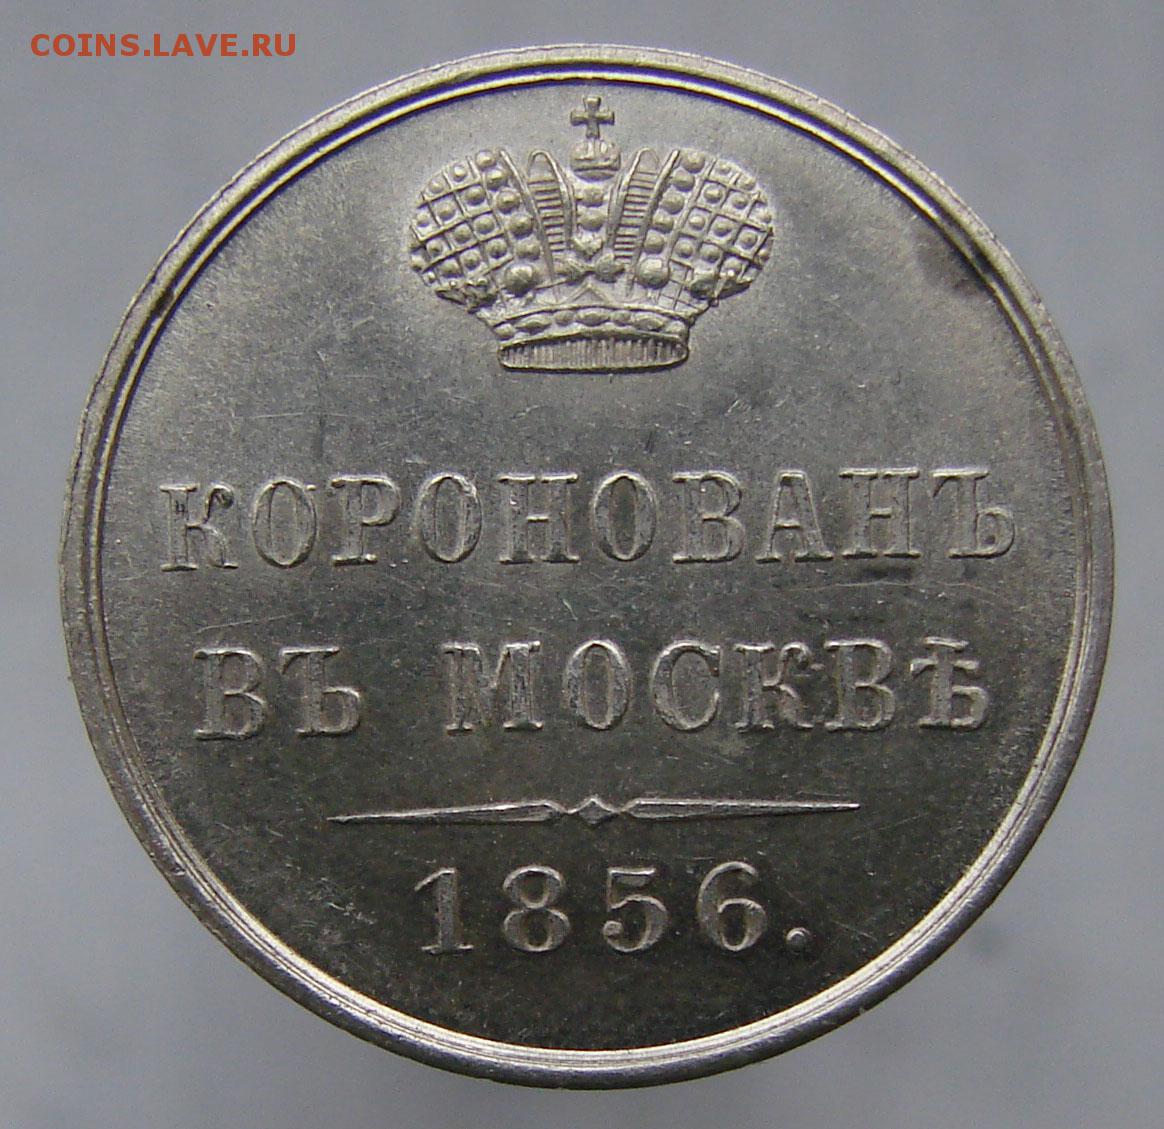 COINS.LAVE.RU
КОРОНОВАНЪ
ВЪ МОСКВѢ
1856.